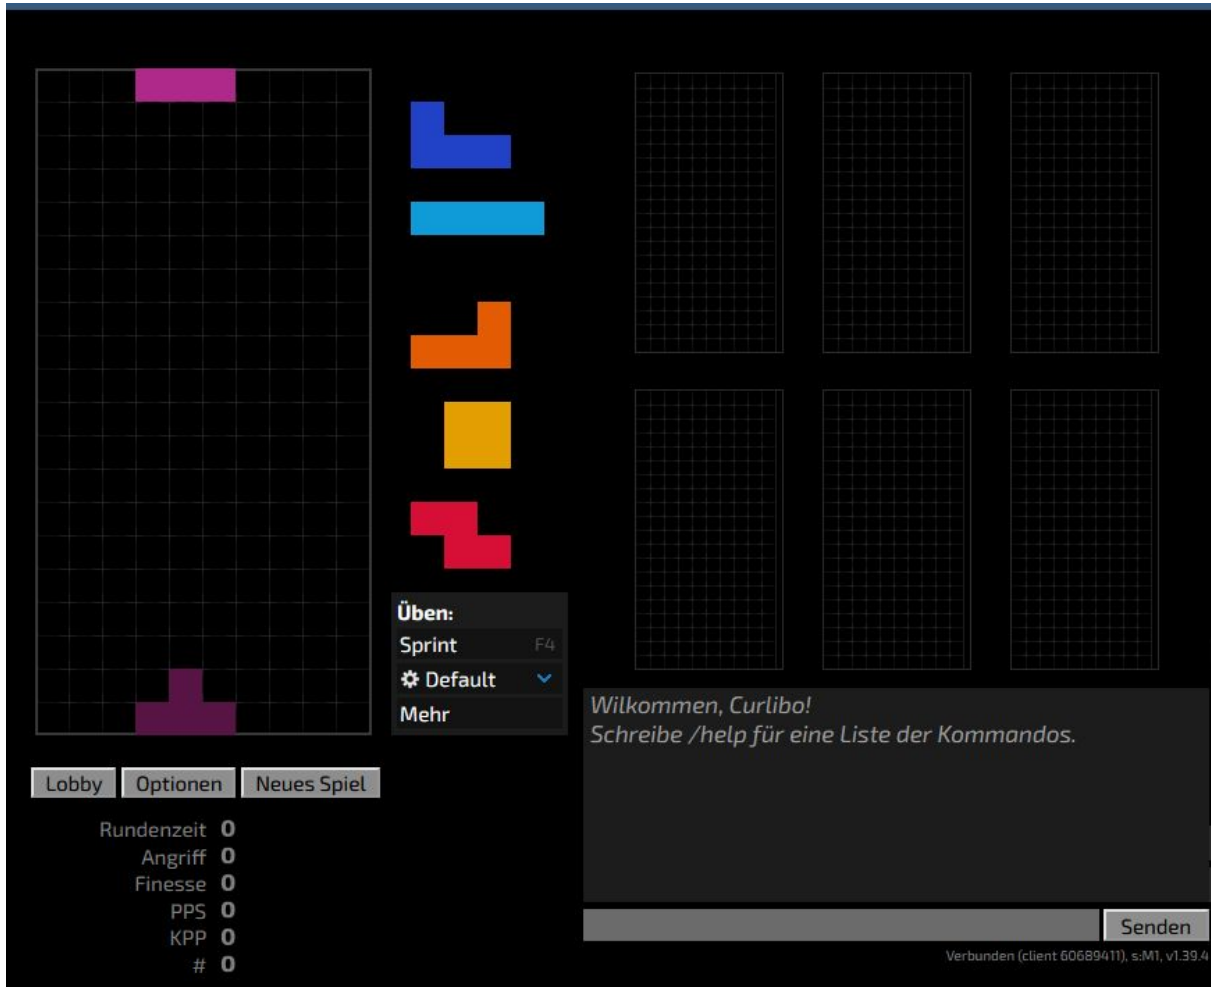 Üben:
Sprint F4
Default
Mehr
Lobby Optionen Neues Spiel
Rundenzeit 0
Angriff 0
Finesse 0
PPS 0
KPP 0
# 0
Wilkommen, Curlibo!
Schreibe /help für eine Liste der Kommandos.
Senden
Verbunden (client 60689411), s:M1, v1.39.4